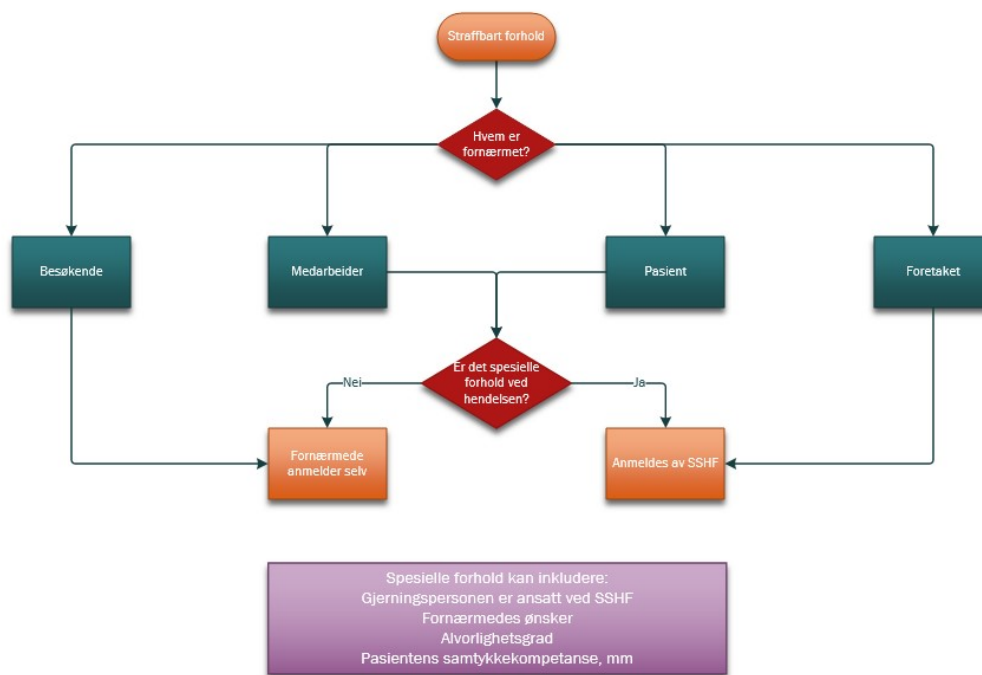 Straffbart forhold
Hvem er
fornærmet?
Besøkende
Medarbeider
Pasient
Foretaket
Er det spesielle
forhold ved
hendelsen?
Nei
Ja
Fornærmede
anmelder selv
Anmeldes av SSHF
Spesielle forhold kan inkludere:
Gjerningspersonen er ansatt ved SSHF
Fornærmedes ønsker
Alvorlighetsgrad
Pasientens samtykkekompetanse, mm